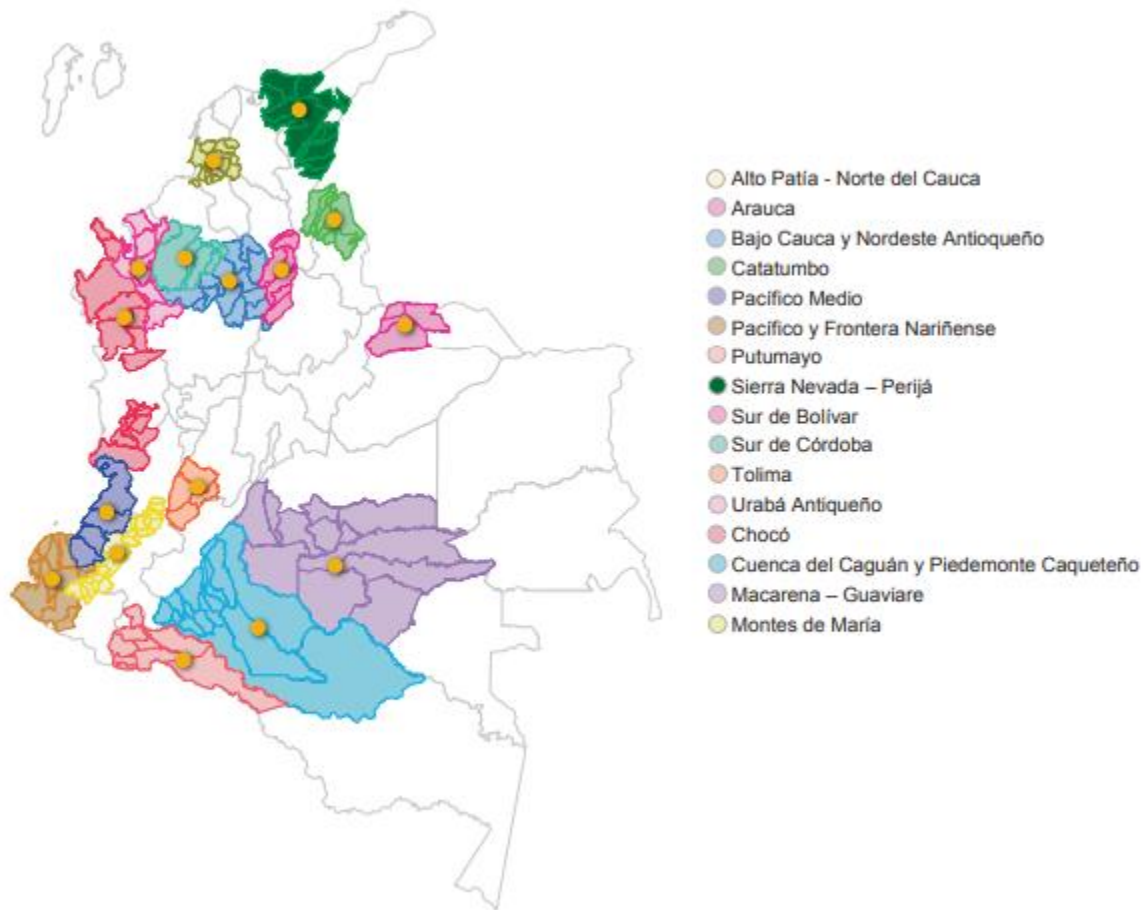 Alto Patía - Norte del Cauca
Arauca
Bajo Cauca y Nordeste Antioqueño
Catatumbo
Pacífico Medio
Pacífico y Frontera Nariñense
Putumayo
Sierra Nevada – Perijá
Sur de Bolívar
Sur de Córdoba
Tolima
Urabá Antiqueño
Chocó
Cuenca del Caguán y Piedemonte Caqueteño
Macarena – Guaviare
Montes de María